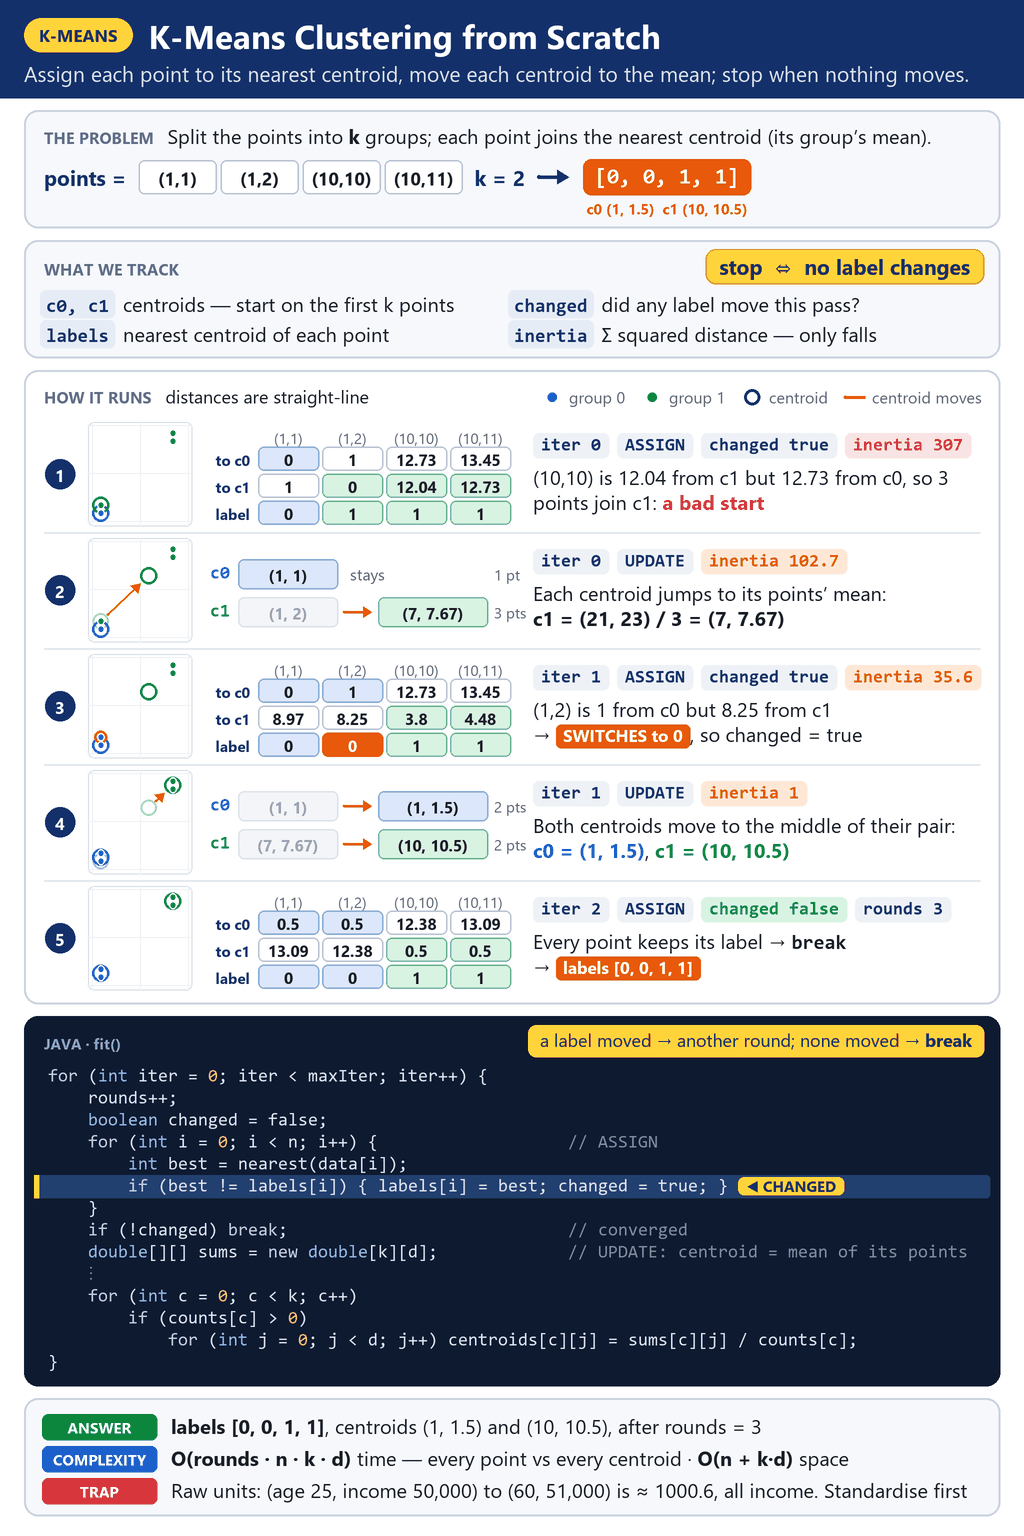 K-MEANS K-Means Clustering from Scratch
Assign each point to its nearest centroid, move each centroid to the mean; stop when nothing moves.
THE PROBLEM Split the points into k groups; each point joins the nearest centroid (its group's mean).
points = (1,1) (1,2) (10,10) (10,11) k = 2 → [0, 0, 1, 1]
c0 (1, 1.5) c1 (10, 10.5)
WHAT WE TRACK
stop ⇔ no label changes
c0, c1 centroids — start on the first k points
changed did any label move this pass?
labels nearest centroid of each point
inertia Σ squared distance — only falls
HOW IT RUNS distances are straight-line
group 0 group 1 centroid centroid moves
1
(1,1) (1,2) (10,10) (10,11)
to c0 0 1 12.73 13.45
to c1 1 0 12.04 12.73
label 0 1 1 1
iter 0 ASSIGN changed true inertia 307
(10,10) is 12.04 from c1 but 12.73 from c0, so 3
points join c1: a bad start
2
c0 (1, 1) stays 1 pt
c1 (1, 2) → (7, 7.67) 3 pts
iter 0 UPDATE inertia 102.7
Each centroid jumps to its points' mean:
c1 = (21, 23) / 3 = (7, 7.67)
3
(1,1) (1,2) (10,10) (10,11)
to c0 0 1 12.73 13.45
to c1 8.97 8.25 3.8 4.48
label 0 0 1 1
iter 1 ASSIGN changed true inertia 35.6
(1,2) is 1 from c0 but 8.25 from c1
→ SWITCHES to 0, so changed = true
4
c0 (1, 1) → (1, 1.5) 2 pts
c1 (7, 7.67) → (10, 10.5) 2 pts
iter 1 UPDATE inertia 1
Both centroids move to the middle of their pair:
c0 = (1, 1.5), c1 = (10, 10.5)
5
(1,1) (1,2) (10,10) (10,11)
to c0 0.5 0.5 12.38 13.09
to c1 13.09 12.38 0.5 0.5
label 0 0 1 1
iter 2 ASSIGN changed false rounds 3
Every point keeps its label → break
→ labels [0, 0, 1, 1]
JAVA · fit()
a label moved → another round; none moved → break
for (int iter = 0; iter < maxIter; iter++) {
rounds++;
boolean changed = false;
for (int i = 0; i < n; i++) { // ASSIGN
int best = nearest(data[i]);
if (best != labels[i]) { labels[i] = best; changed = true; } ◀ CHANGED
}
if (!changed) break; // converged
double[][] sums = new double[k][d]; // UPDATE: centroid = mean of its points
⋮
for (int c = 0; c < k; c++)
if (counts[c] > 0)
for (int j = 0; j < d; j++) centroids[c][j] = sums[c][j] / counts[c];
}
ANSWER labels [0, 0, 1, 1], centroids (1, 1.5) and (10, 10.5), after rounds = 3
COMPLEXITY O(rounds · n · k · d) time — every point vs every centroid · O(n + k·d) space
TRAP Raw units: (age 25, income 50,000) to (60, 51,000) is ≈ 1000.6, all income. Standardise first